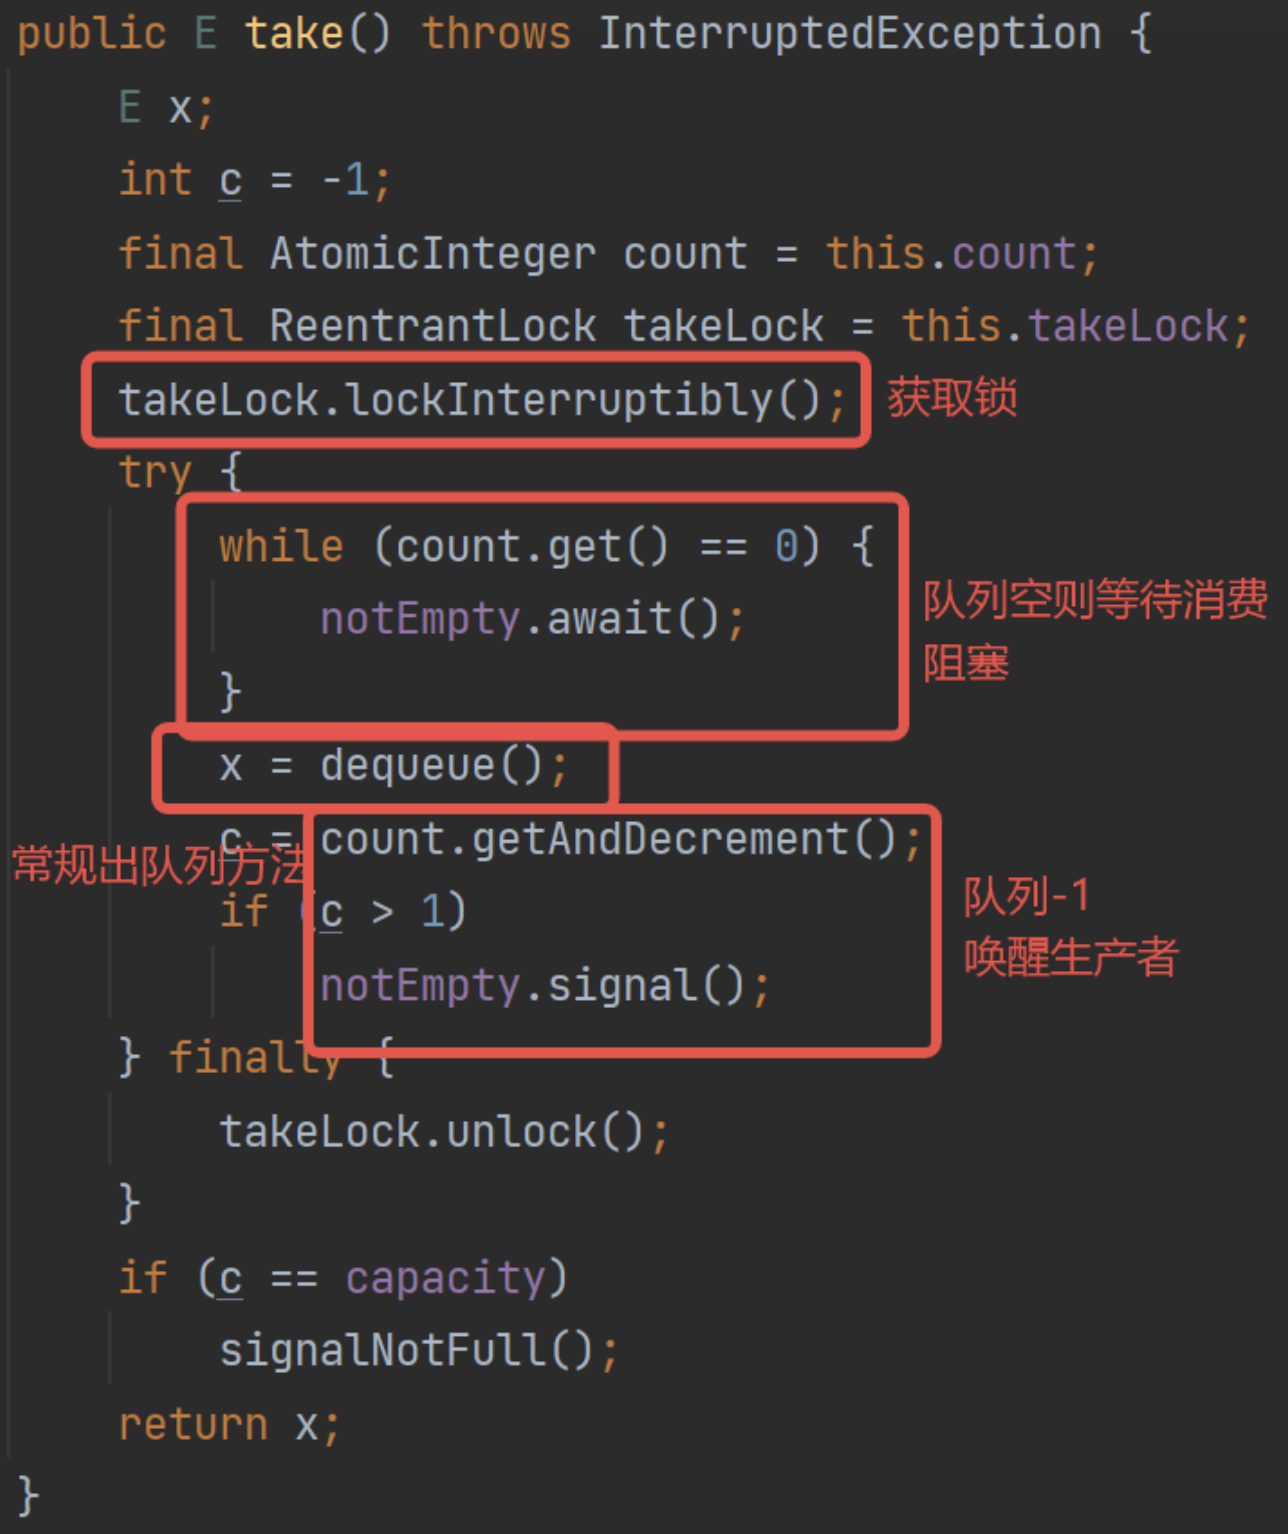 public E take() throws InterruptedException {
E x;
int c = -1;
final AtomicInteger count = this.count;
final ReentrantLock takeLock = this.takeLock;
takeLock.lockInterruptibly();
获取锁
try {
while (count.get() == 0) {
notEmpty.await();
}
队列空则等待消费
阻塞
x = dequeue();
常规出队列方法
c = count.getAndDecrement();
if (c > 1)
notEmpty.signal();
队列-1
唤醒生产者
} finally {
takeLock.unlock();
}
if (c == capacity)
signalNotFull();
return x;
}